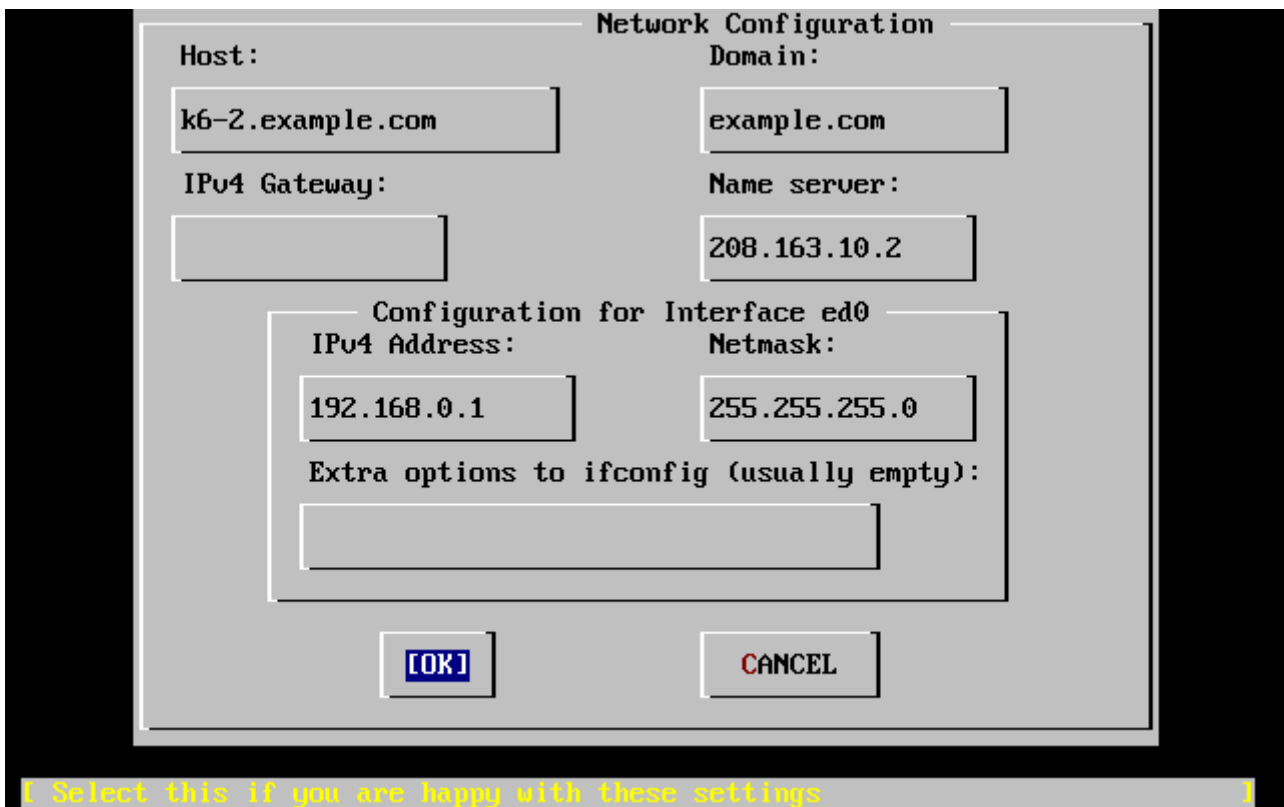 Network Configuration
Host: Domain:
k6-2.example.com example.com
IPv4 Gateway: Name server:
208.163.10.2
Configuration for Interface ed0
IPv4 Address: Netmask:
192.168.0.1 255.255.255.0
Extra options to ifconfig (usually empty):
[OK] CANCEL
[ Select this if you are happy with these settings ]